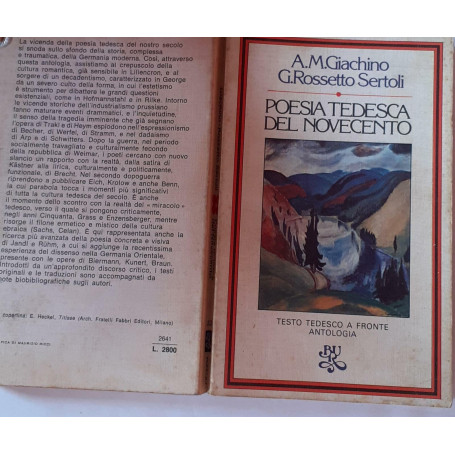 La vicenda della poesia tedesca del nostro secolo
si snoda sullo sfondo della storia, complessa
e traumatica, della Germania moderna. Così, attraverso
questa antologia, assistiamo al crepuscolo della
cultura romantica, già sensibile in Liliencron, e al
sorgere di un decadentismo, caratterizzato in George
da un severo culto della forma; in cui l'estetismo
è strumento per dibattere le grandi questioni
esistenziali, come in Hofmannsthal e in Rilke. Intorno
le vicende storiche dell'industrialismo prussiano
fanno maturare eventi drammatici, e l'inquietudine,
il senso della tragedia imminente che già pervadono
l'opera di Trakl e di Heym esplodono nell'espressionismo
di Becher, di Werfel, di Stramm, e nel dadaismo
di Arp e di Schwitters. Dopo la guerra, nel periodo
socialmente travagliato e culturalmente fecondo
della repubblica di Weimar, i poeti cercano con nuovo
slancio un rapporto con la realtà, dalla satira di
Kästner alla lirica, culturalmente e politicamente,
funzionale, di Brecht. Nel secondo dopoguerra
riprendono a pubblicare Eich, Krolow e anche Benn,
la cui parabola tocca i momenti più significativi
di tutta la cultura tedesca del secolo. È anche
il momento dello scontro con la realtà del «miracolo»
tedesco, verso il quale si pongono criticamente,
negli anni Cinquanta, Grass e Enzensberger, mentre
risorge il filone ermetico e mistico della cultura
ebraica (Sachs, Celan). È qui rappresentata anche la
ricerca più avanzata della poesia concreta e visiva
di Jandl e Rühm, a cui si aggiunge la recentissima
esperienza del dissenso nella Germania Orientale,
presente con le opere di Biermann, Kunert, Braun.
Introdotti da un'approfondito discorso critico, i testi
originali e le traduzioni sono accompagnati da
note biobibliografiche sugli autori.
copertina: E. Heckel, Titisee (Arch. Fratelli Fabbri Editori, Milano)
2641
L. 2800
FICA DI MAURIZIO RICCI
A.M.Giachino
G.Rossetto Sertoli
POESIA TEDESCA
DEL NOVECENTO
TESTO TEDESCO A FRONTE
ANTOLOGIA
BUR